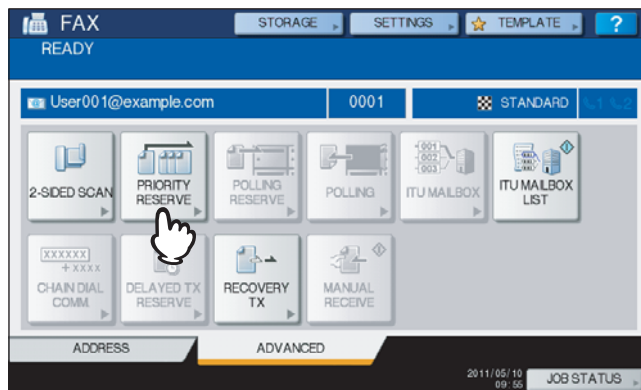 FAX
STORAGE
SETTINGS
TEMPLATE
?
READY
User001@example.com
0001
STANDARD
1
2
2-SIDED SCAN
PRIORITY
RESERVE
POLLING
RESERVE
POLLING
001
002
003
ITU MAILBOX
ITU MAILBOX
LIST
XXXXXX
+XXXX
CHAIN DIAL
COMM.
DELAYED TX
RESERVE
RECOVERY
TX
MANUAL
RECEIVE
ADDRESS
ADVANCED
2011/05/10
09:55
JOB STATUS